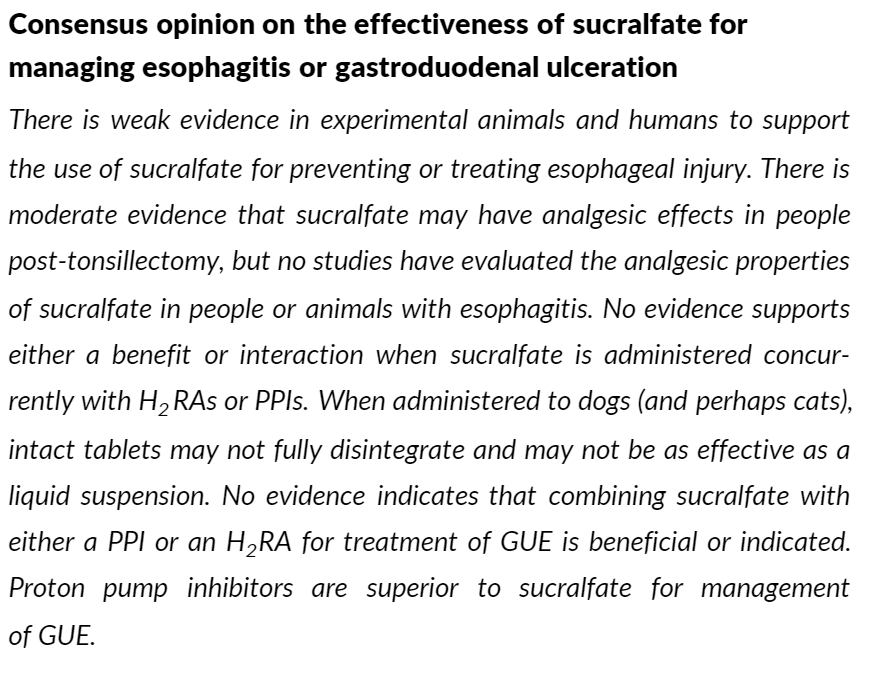 Consensus opinion on the effectiveness of sucralfate for
managing esophagitis or gastroduodenal ulceration
There is weak evidence in experimental animals and humans to support
the use of sucralfate for preventing or treating esophageal injury. There is
moderate evidence that sucralfate may have analgesic effects in people
post-tonsillectomy, but no studies have evaluated the analgesic properties
of sucralfate in people or animals with esophagitis. No evidence supports
either a benefit or interaction when sucralfate is administered concur-
rently with H₂RAs or PPIs. When administered to dogs (and perhaps cats),
intact tablets may not fully disintegrate and may not be as effective as a
liquid suspension. No evidence indicates that combining sucralfate with
either a PPI or an H₂RA for treatment of GUE is beneficial or indicated.
Proton pump inhibitors are superior to sucralfate for management
of GUE.